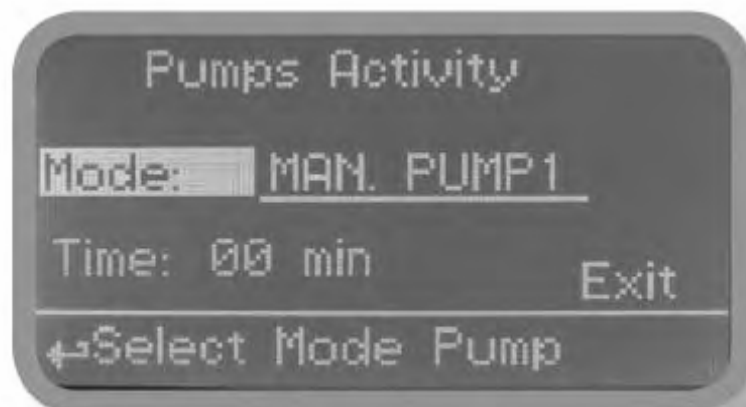 Pumps Activity
Mode: MAN. PUMP1
Time: 00 min
Exit
↵Select Mode Pump